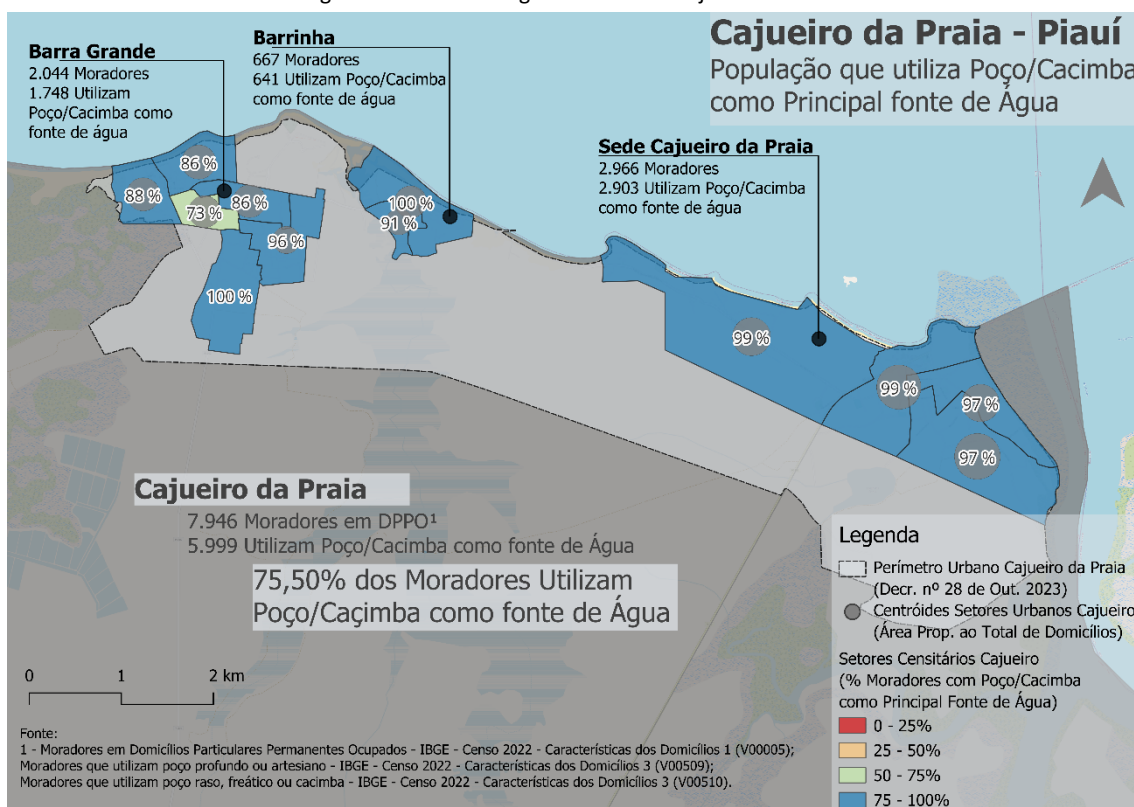 Cajueiro da Praia - Piauí
População que utiliza Poço/Cacimba
como Principal fonte de Água
Barra Grande
2.044 Moradores
1.748 Utilizam
Poço/Cacimba como
fonte de água
Barrinha
667 Moradores
641 Utilizam Poço/Cacimba
como fonte de água
Sede Cajueiro da Praia
2.966 Moradores
2.903 Utilizam Poço/Cacimba
como fonte de água
86 %
88 %
73 %
86 %
96 %
100 %
100 %
91 %
99 %
99 %
97 %
97 %
Cajueiro da Praia
7.946 Moradores em DPPO¹
5.999 Utilizam Poço/Cacimba como fonte de Água
75,50% dos Moradores Utilizam
Poço/Caçimba como fonte de Água
0 1 2 km
Legenda
Perímetro Urbano Cajueiro da Praia
(Decr. nº 28 de Out. 2023)
Centróides Setores Urbanos Cajueiro
(Área Prop. ao Total de Domicílios)
Setores Censitários Cajueiro
(% Moradores com Poço/Cacimba
como Principal Fonte de Água)
0 - 25%
25 - 50%
50 - 75%
75 - 100%
Fonte:
1 - Moradores em Domicílios Particulares Permanentes Ocupados - IBGE - Censo 2022 - Características dos Domicílios 1 (V00005);
Moradores que utilizam poço profundo ou artesiano - IBGE - Censo 2022 - Características dos Domicílios 3 (V00509);
Moradores que utilizam poço raso, freático ou cacimba - IBGE - Censo 2022 - Características dos Domicílios 3 (V00510).